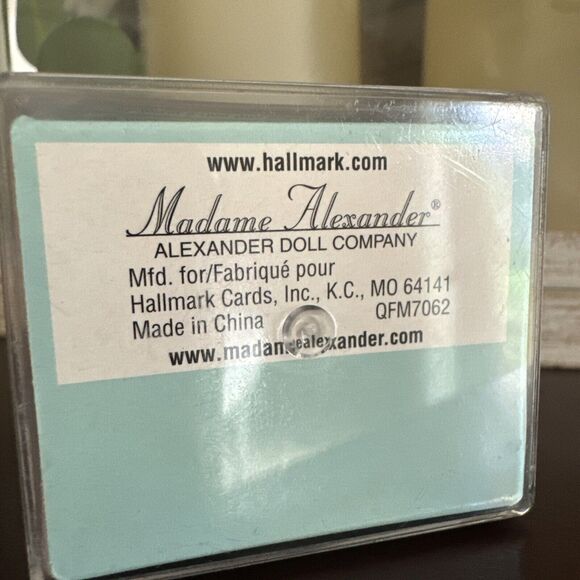 www.hallmark.com
Madame Alexander®
ALEXANDER DOLL COMPANY
Mfd. for/Fabriqué pour
Hallmark Cards, Inc., K.C., MO 64141
Made in China QFM7062
www.madamealexander.com